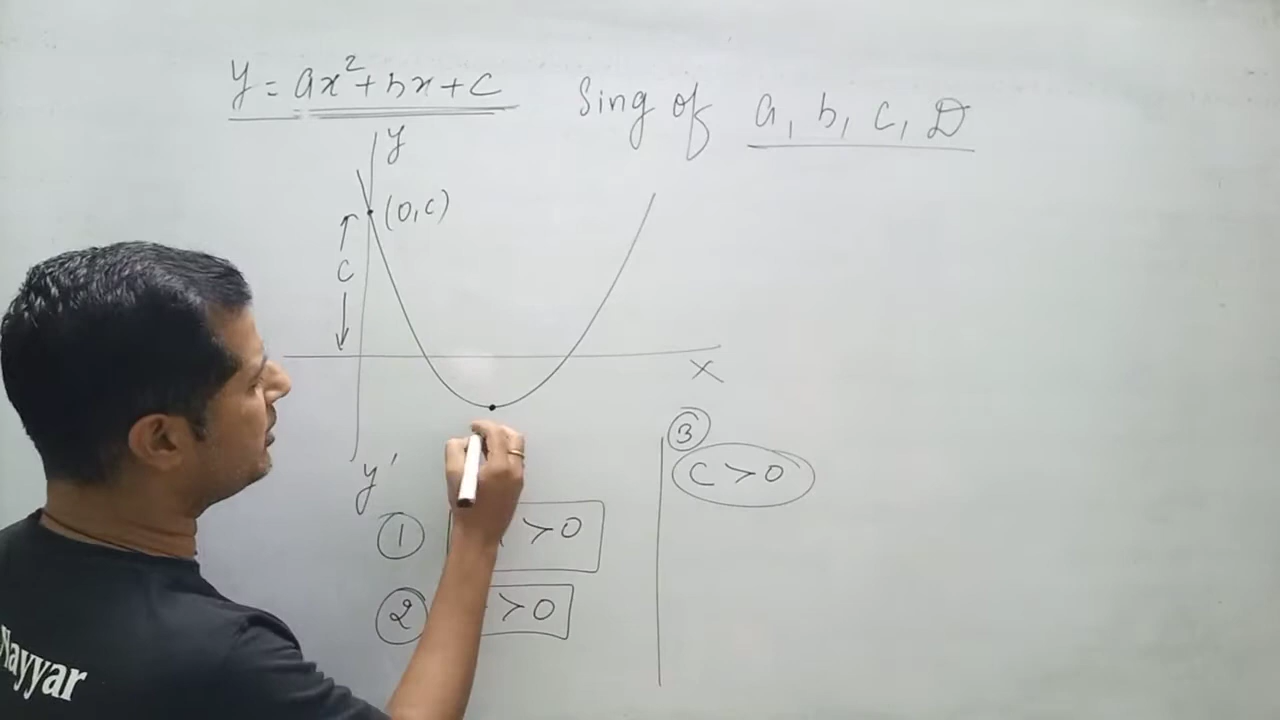 y = ax²+bx+c
Sing of a, b, c, D
y
(0,c)
c
x
y'
③
c > 0
① > 0
② > 0
Nayyar